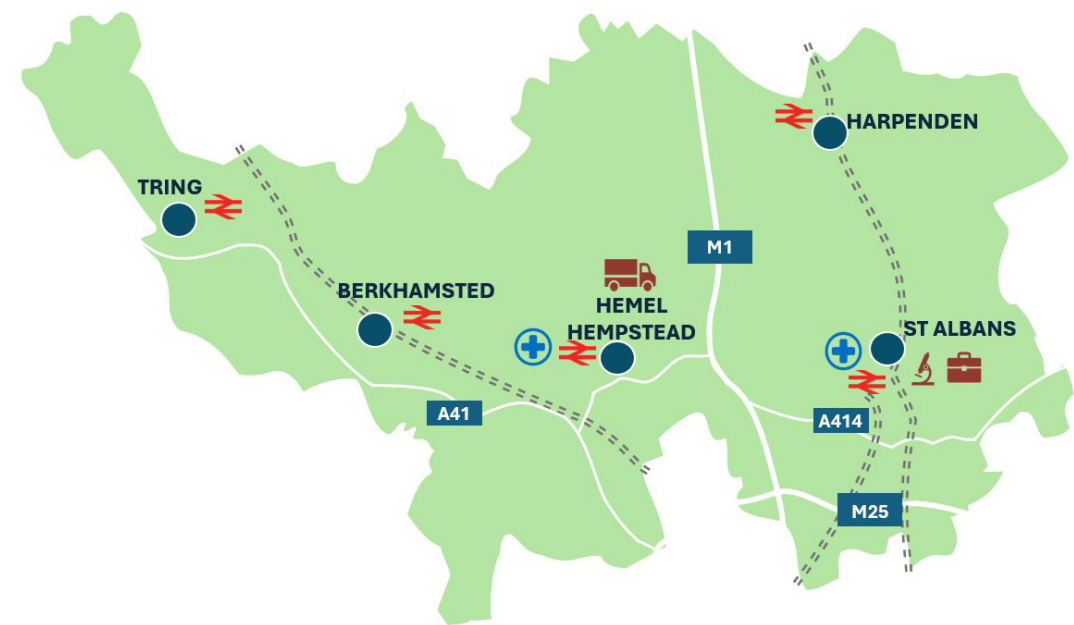 HARPENDEN
TRING
M1
BERKHAMSTED
HEMEL
HEMPSTEAD
ST ALBANS
A41
A414
M25